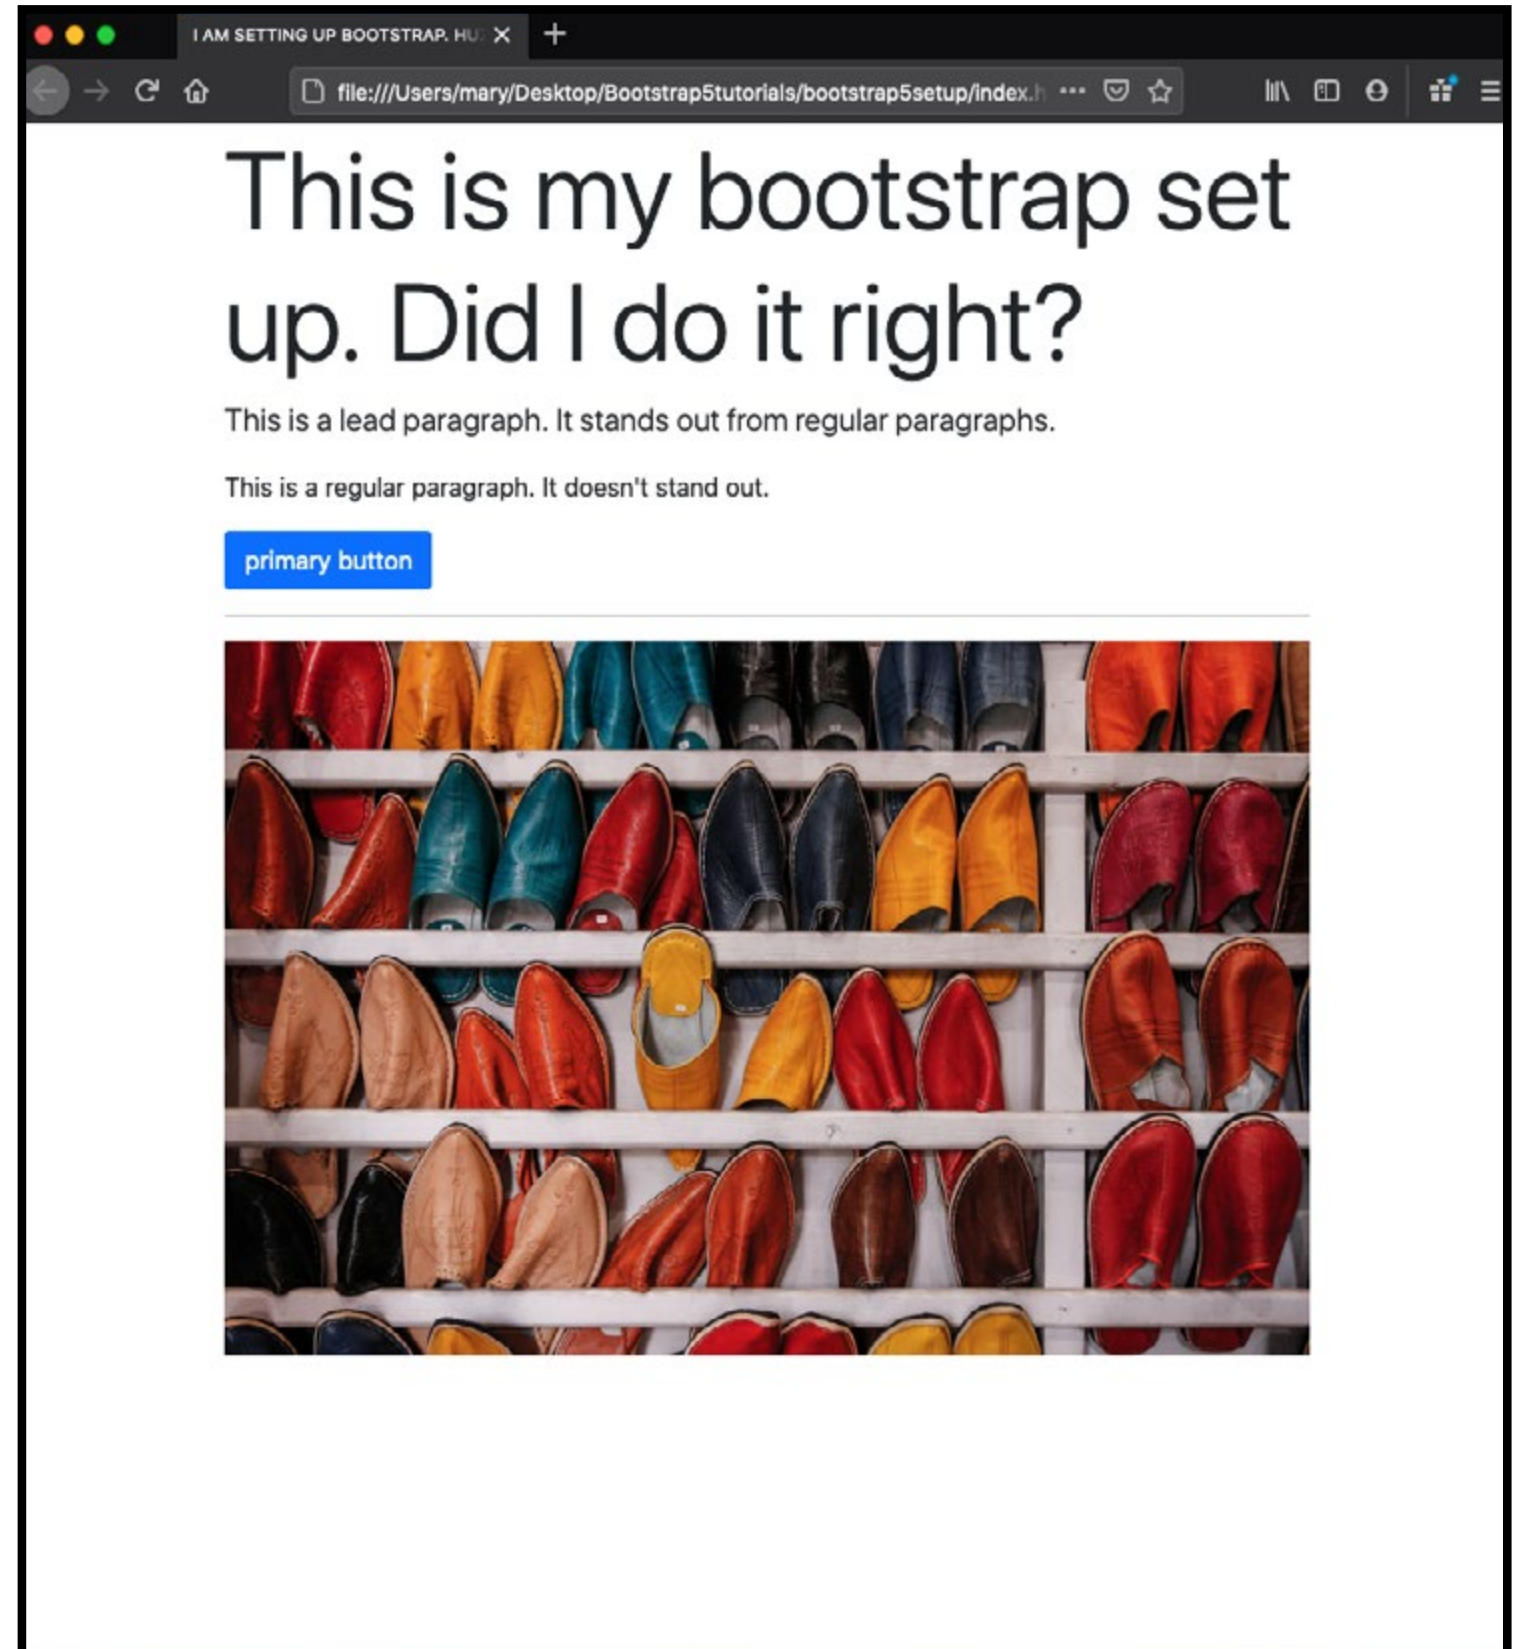 I AM SETTING UP BOOTSTRAP. HU
file:///Users/mary/Desktop/Bootstrap5tutorials/bootstrap5setup/index.h
This is my bootstrap set
up. Did I do it right?
This is a lead paragraph. It stands out from regular paragraphs.
This is a regular paragraph. It doesn't stand out.
primary button